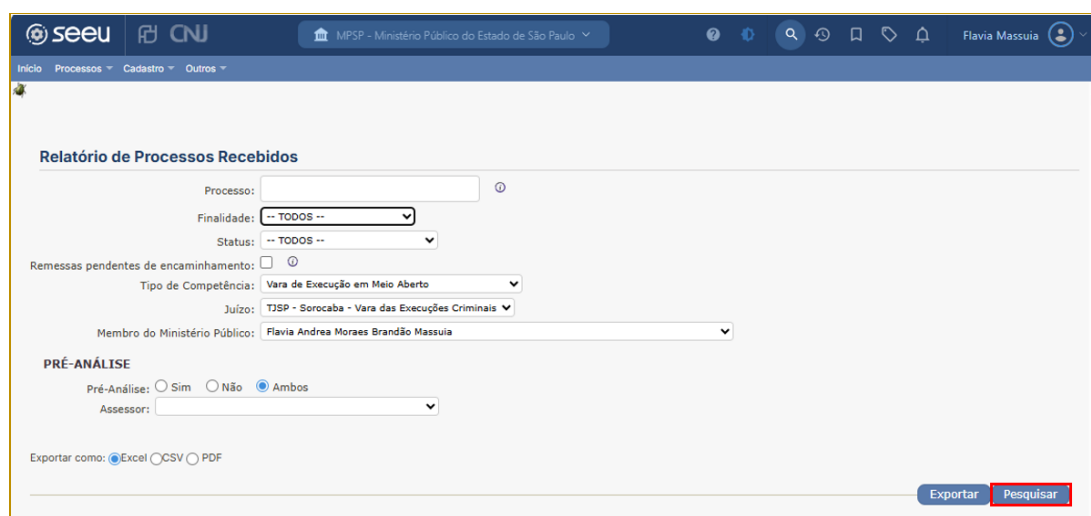 seeu CNJ MPSP - Ministério Público do Estado de São Paulo Flavia Massuia
Início Processos Cadastro Outros
Relatório de Processos Recebidos
Processo:
Finalidade: -- TODOS --
Status: -- TODOS --
Remessas pendentes de encaminhamento:
Tipo de Competência: Vara de Execução em Meio Aberto
Juízo: TJSP - Sorocaba - Vara das Execuções Criminais
Membro do Ministério Público: Flavia Andrea Moraes Brandão Massuia
PRÉ-ANÁLISE
Pré-Análise: Sim Não Ambos
Assessor:
Exportar como: Excel CSV PDF
Exportar Pesquisar